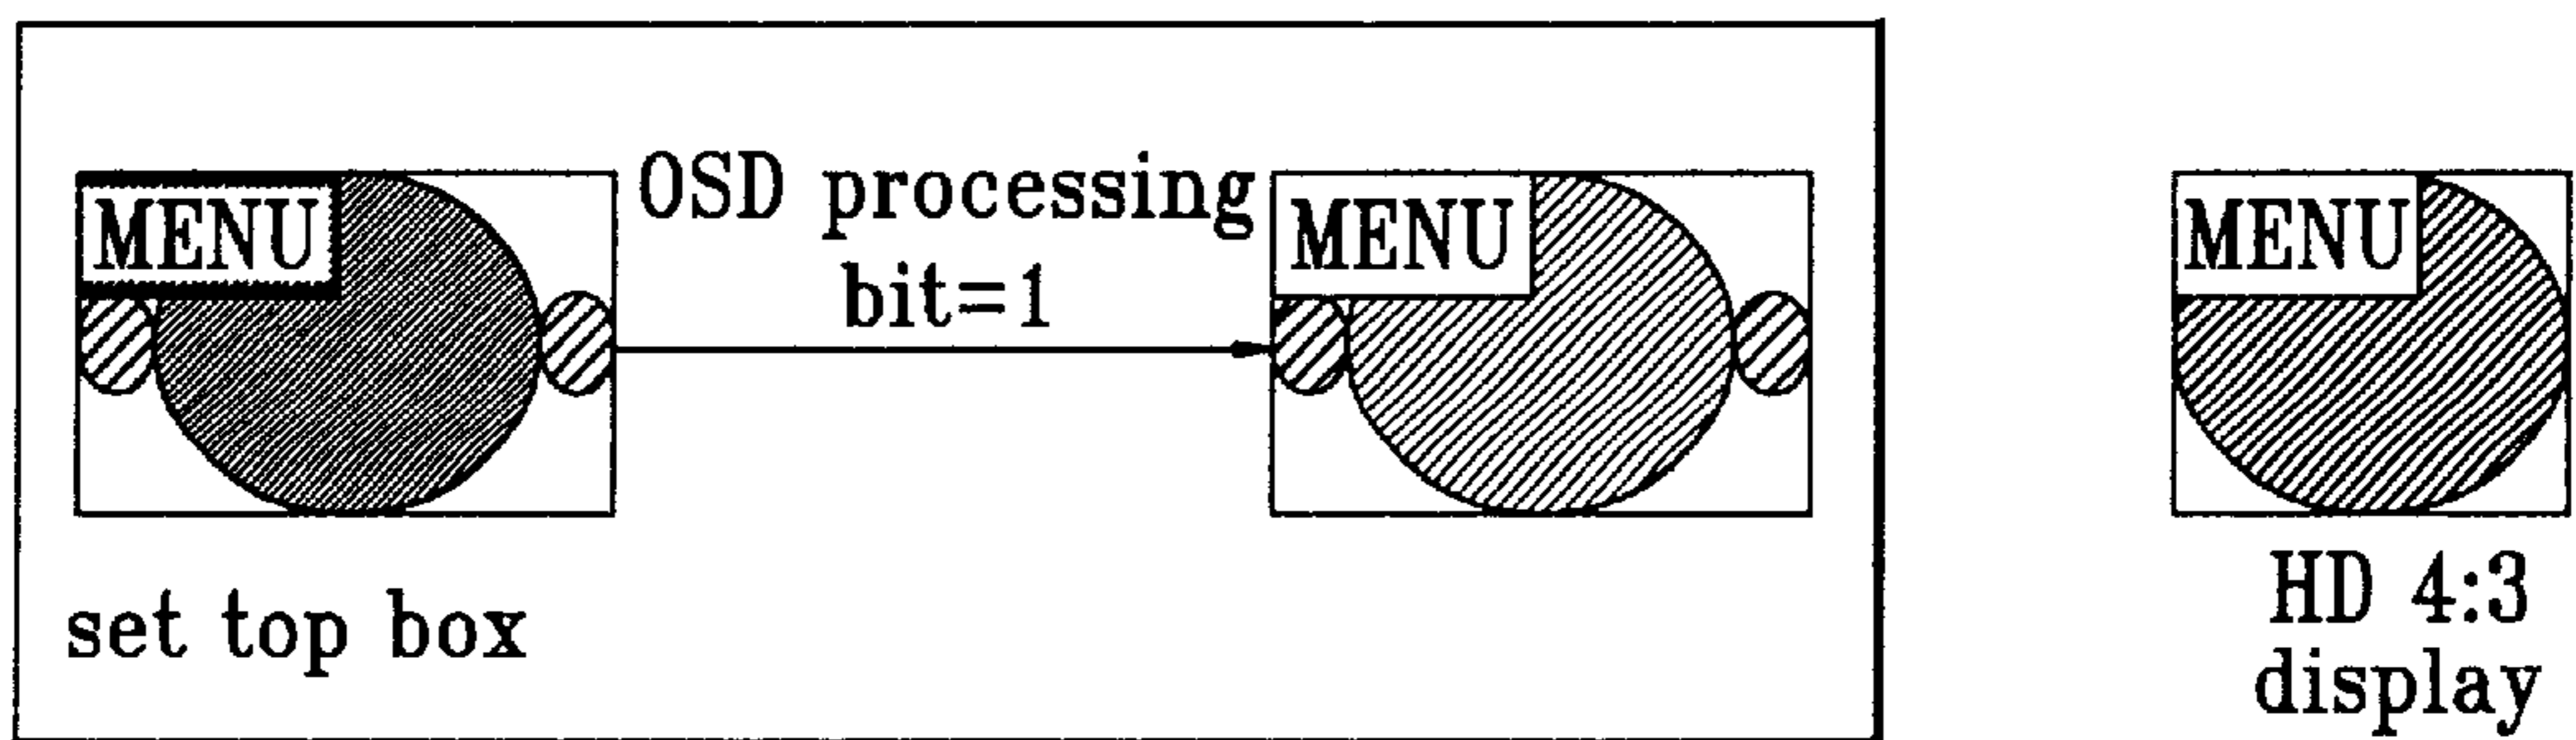 MENU
OSD processing
bit=1
MENU
set top box
MENU
HD 4:3
display